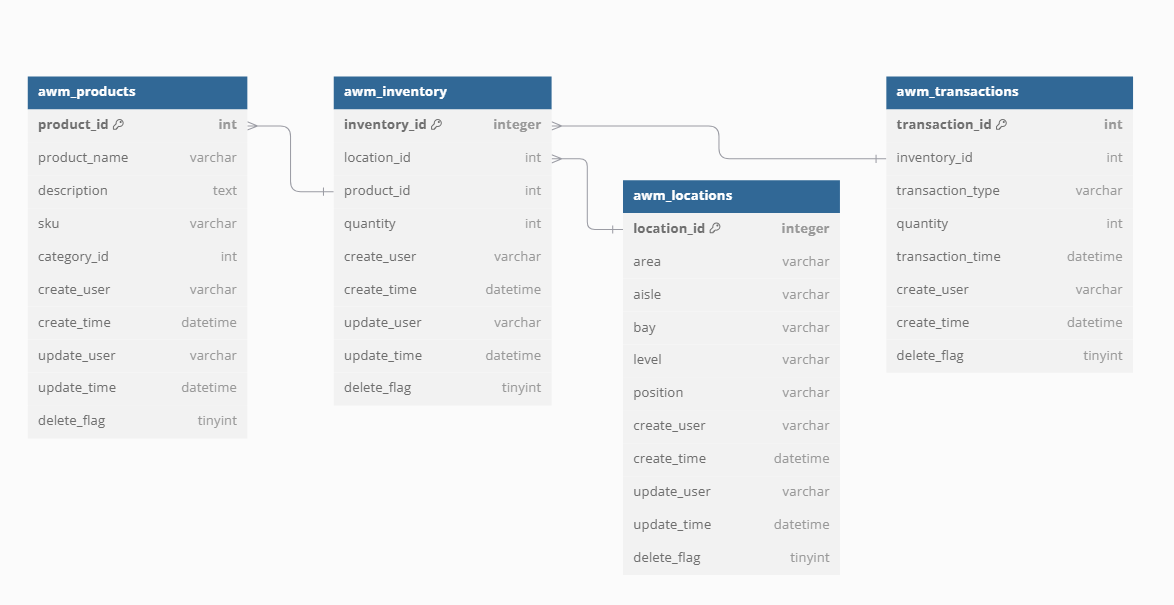 awm_products
product_id int
product_name varchar
description text
sku varchar
category_id int
create_user varchar
create_time datetime
update_user varchar
update_time datetime
delete_flag tinyint
awm_inventory
inventory_id integer
location_id int
product_id int
quantity int
create_user varchar
create_time datetime
update_user varchar
update_time datetime
delete_flag tinyint
awm_locations
location_id integer
area varchar
aisle varchar
bay varchar
level varchar
position varchar
create_user varchar
create_time datetime
update_user varchar
update_time datetime
delete_flag tinyint
awm_transactions
transaction_id int
inventory_id int
transaction_type varchar
quantity int
transaction_time datetime
create_user varchar
create_time datetime
delete_flag tinyint